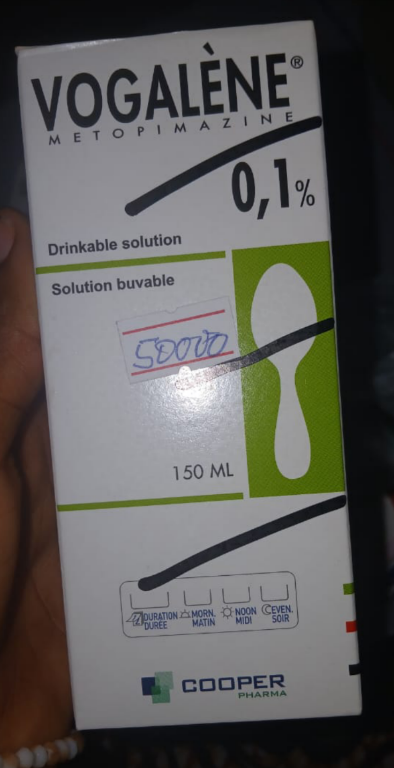 VOGALÈNE®
METOPIMAZINE
0,1%
Drinkable solution
Solution buvable
50000
150 ML
DURATION MORN. NOON EVEN.
DURÉE MATIN MIDI SOIR
COOPER
PHARMA